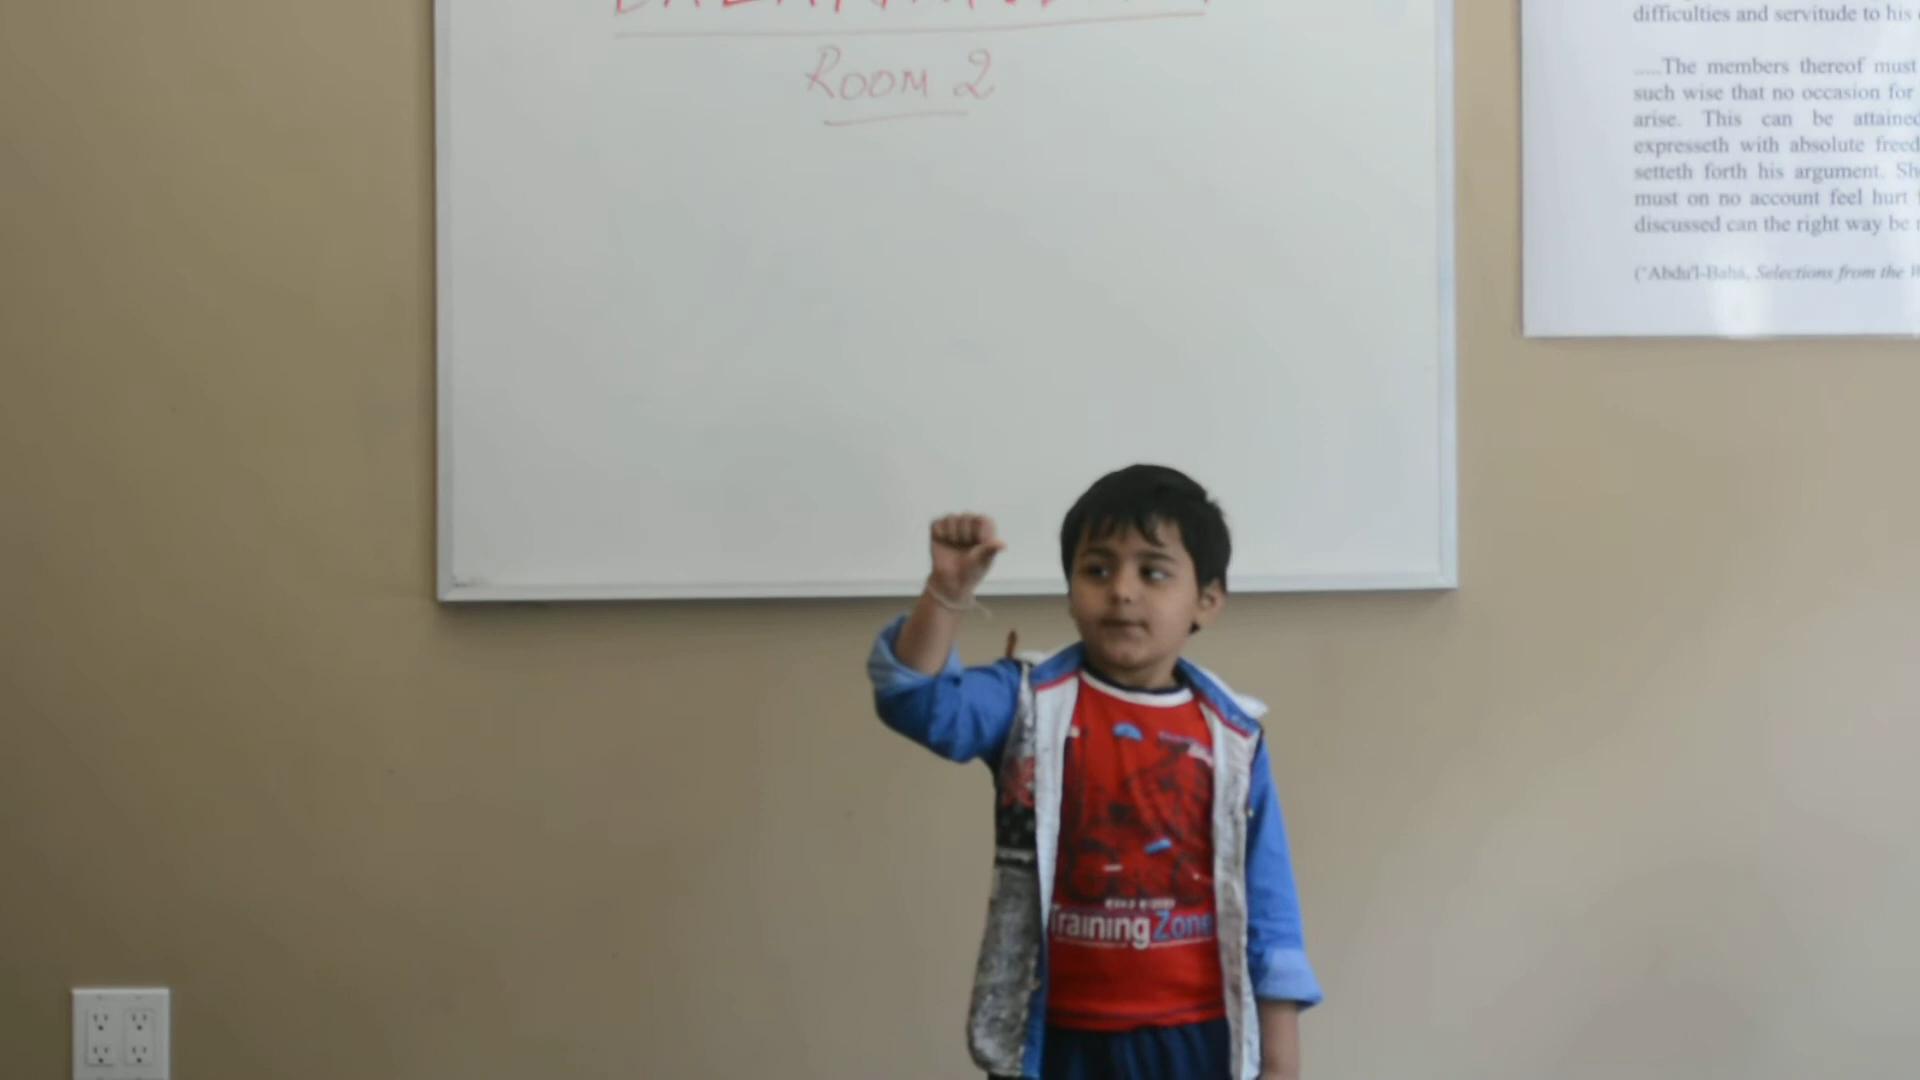 Room 2
difficulties and servitude to his
.....The members thereof must
such wise that no occasion for
arise. This can be attained
expresseth with absolute freed
setteth forth his argument. Sh
must on no account feel hurt
discussed can the right way be
('Abdu'l-Bahá, Selections from the W
Training Zone